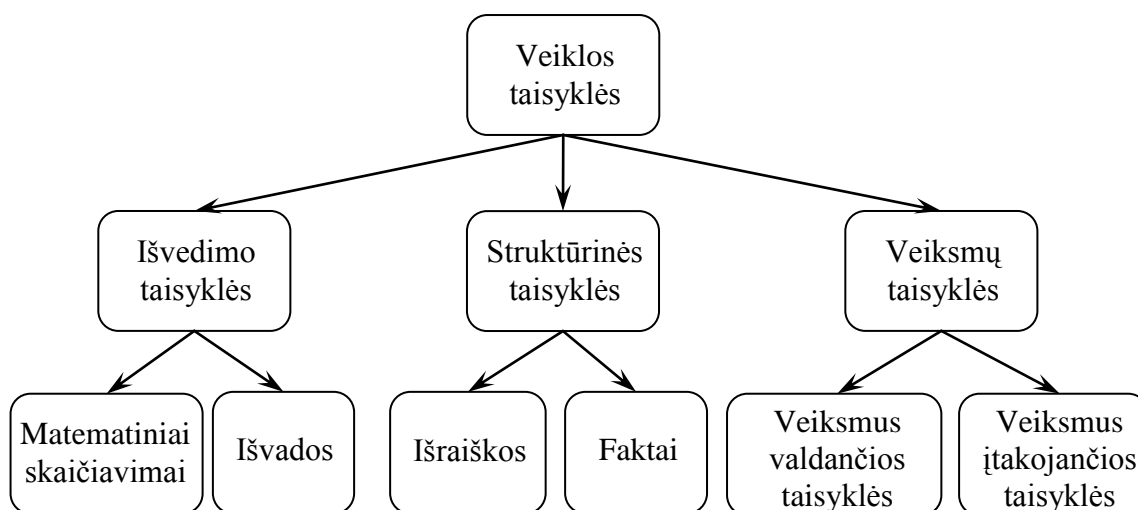 Veiklos
taisyklės
Išvedimo
taisyklės
Struktūrinės
taisyklės
Veiksmų
taisyklės
Matematiniai
skaičiavimai
Išvados
Išraiškos
Faktai
Veiksmus
valdančios
taisyklės
Veiksmus
įtakojančios
taisyklės